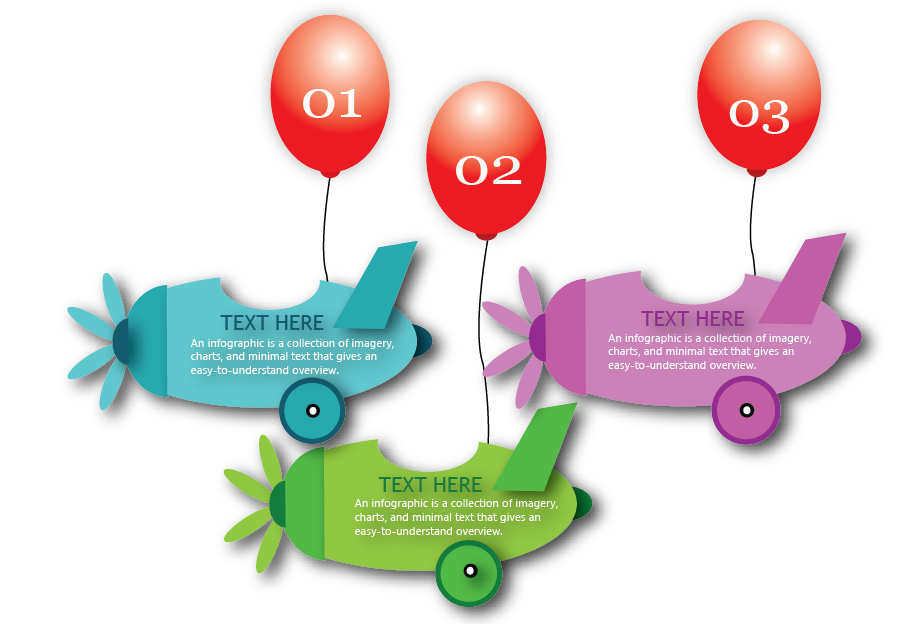 01
TEXT HERE
An infographic is a collection of imagery,
charts, and minimal text that gives an
easy-to-understand overview.
02
TEXT HERE
An infographic is a collection of imagery,
charts, and minimal text that gives an
easy-to-understand overview.
03
TEXT HERE
An infographic is a collection of imagery,
charts, and minimal text that gives an
easy-to-understand overview.